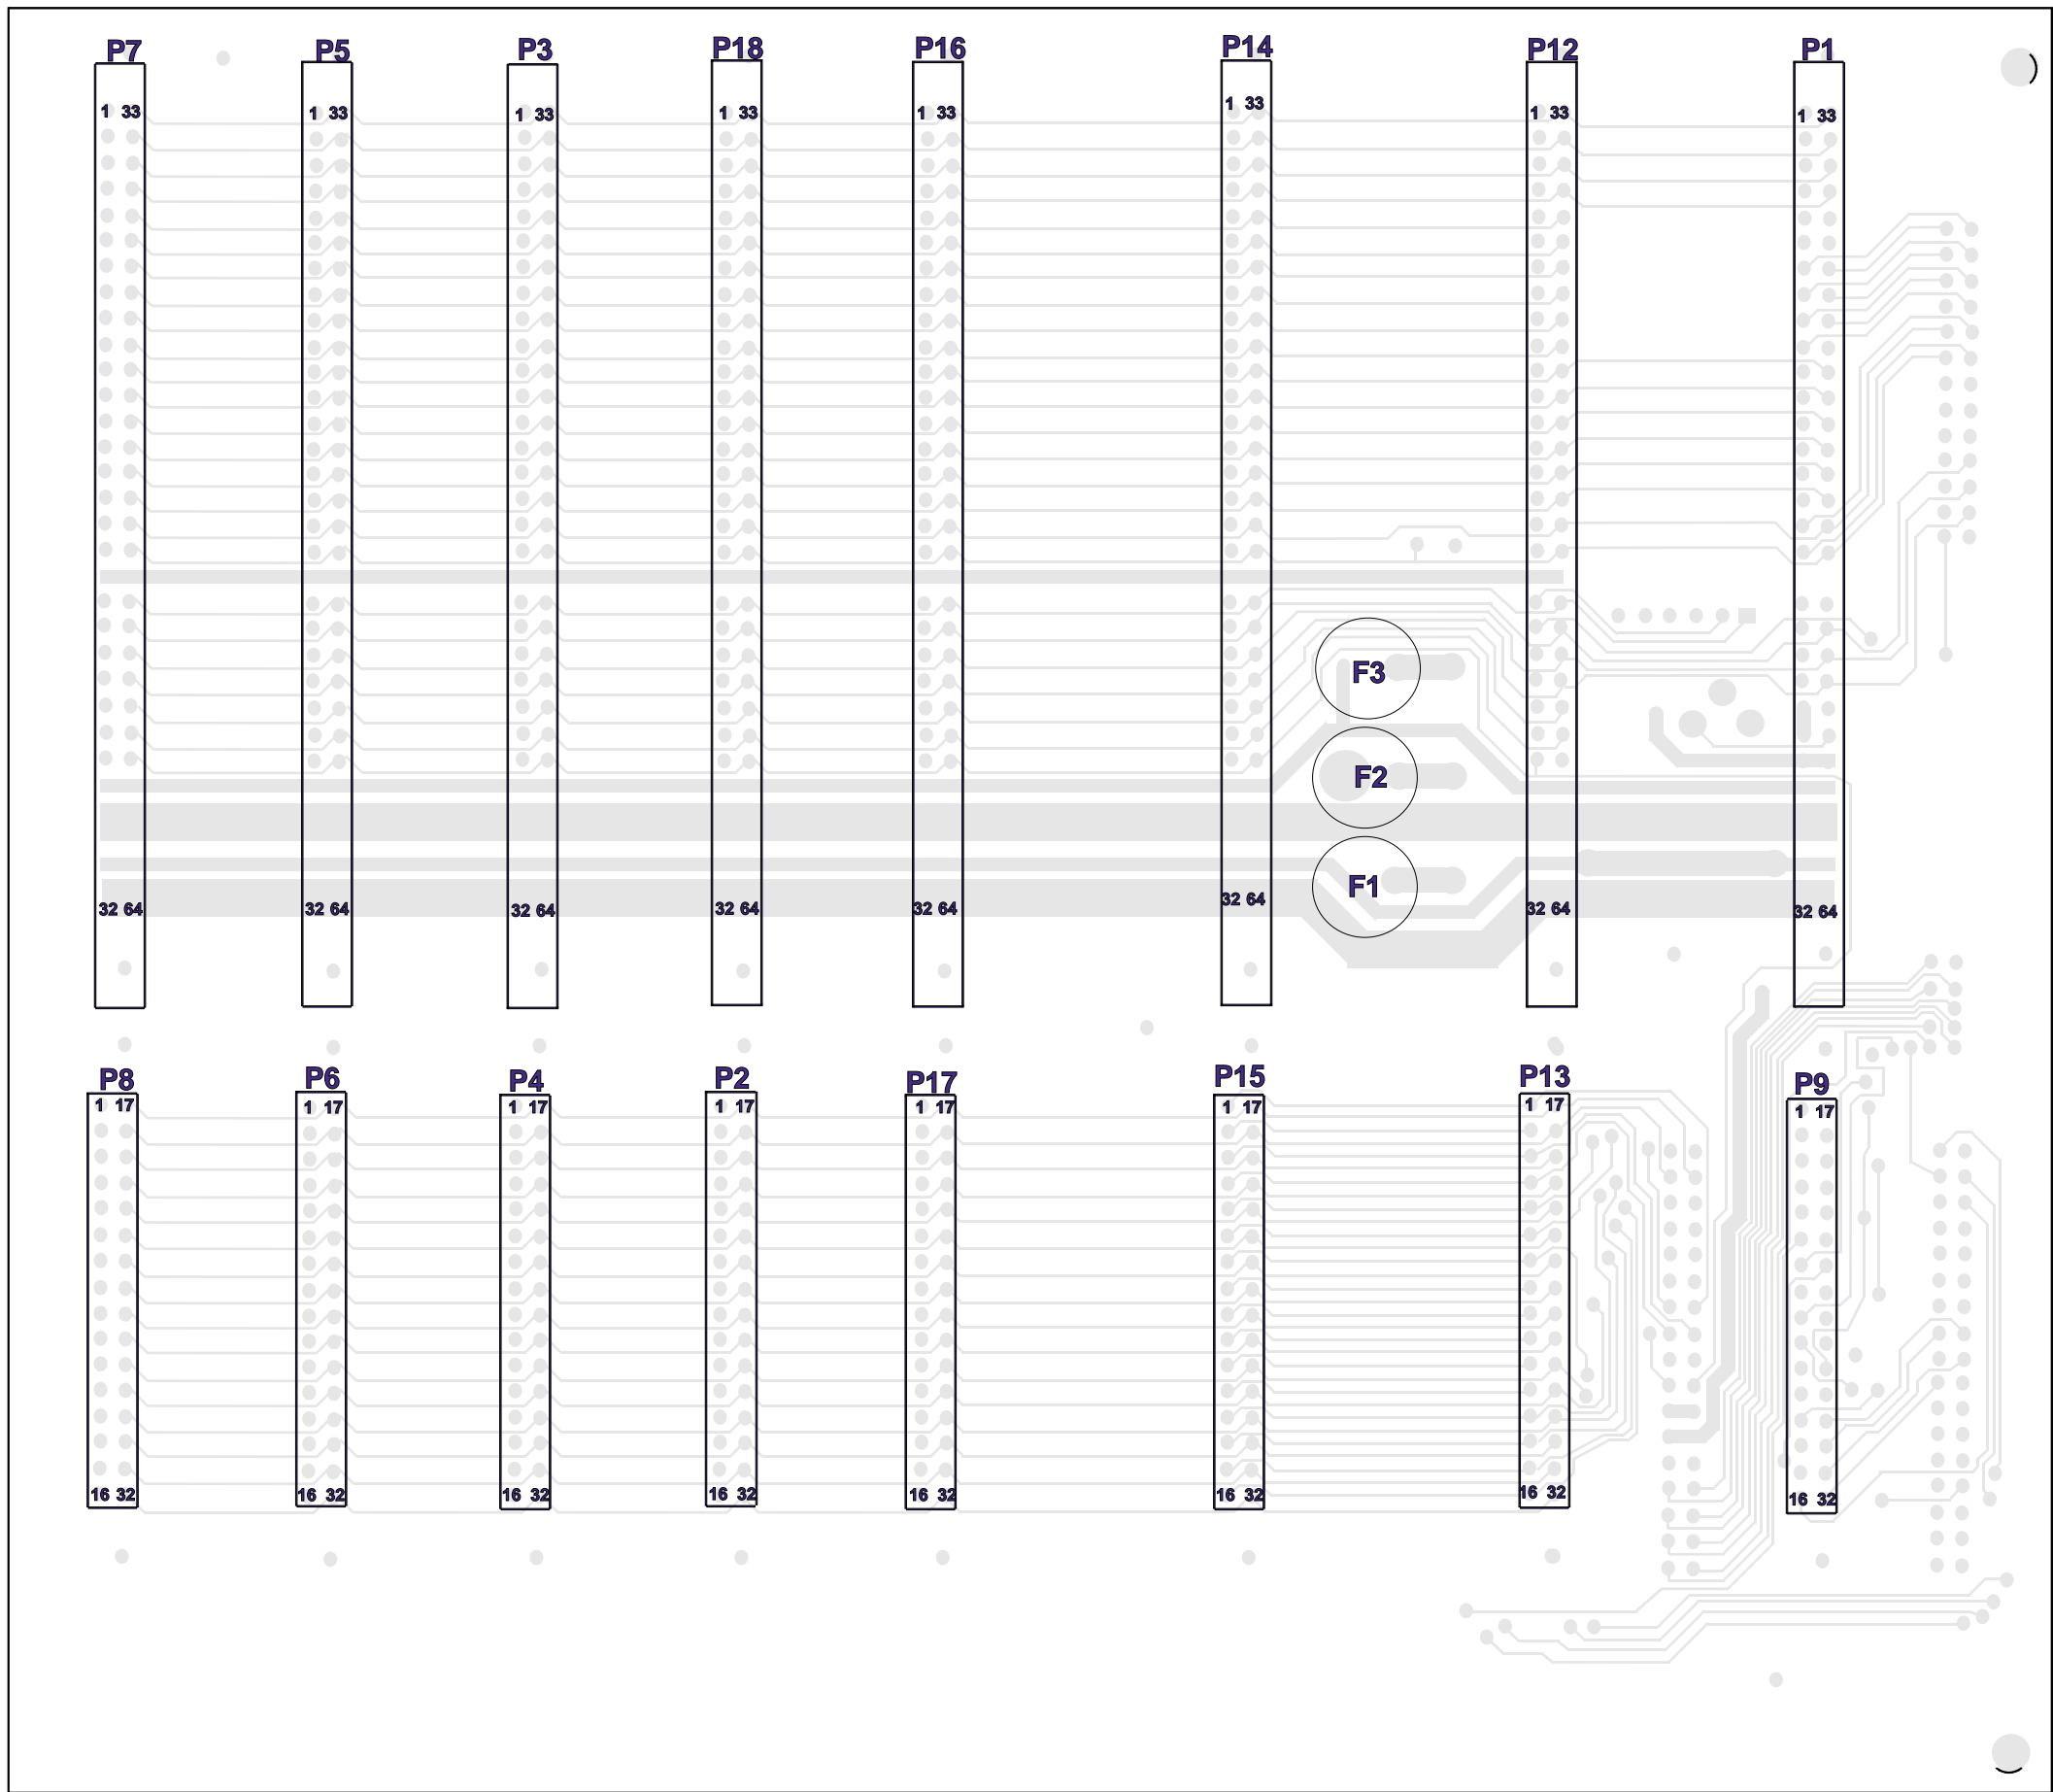 P7 P5 P3 P18 P16 P14 P12 P1
1 33 1 33 1 33 1 33 1 33 1 33 1 33 1 33
F3
F2
F1
32 64 32 64 32 64 32 64 32 64 32 64 32 64 32 64
P8 P6 P4 P2 P17 P15 P13 P9
1 17 1 17 1 17 1 17 1 17 1 17 1 17 1 17
16 32 16 32 16 32 16 32 16 32 16 32 16 32 16 32